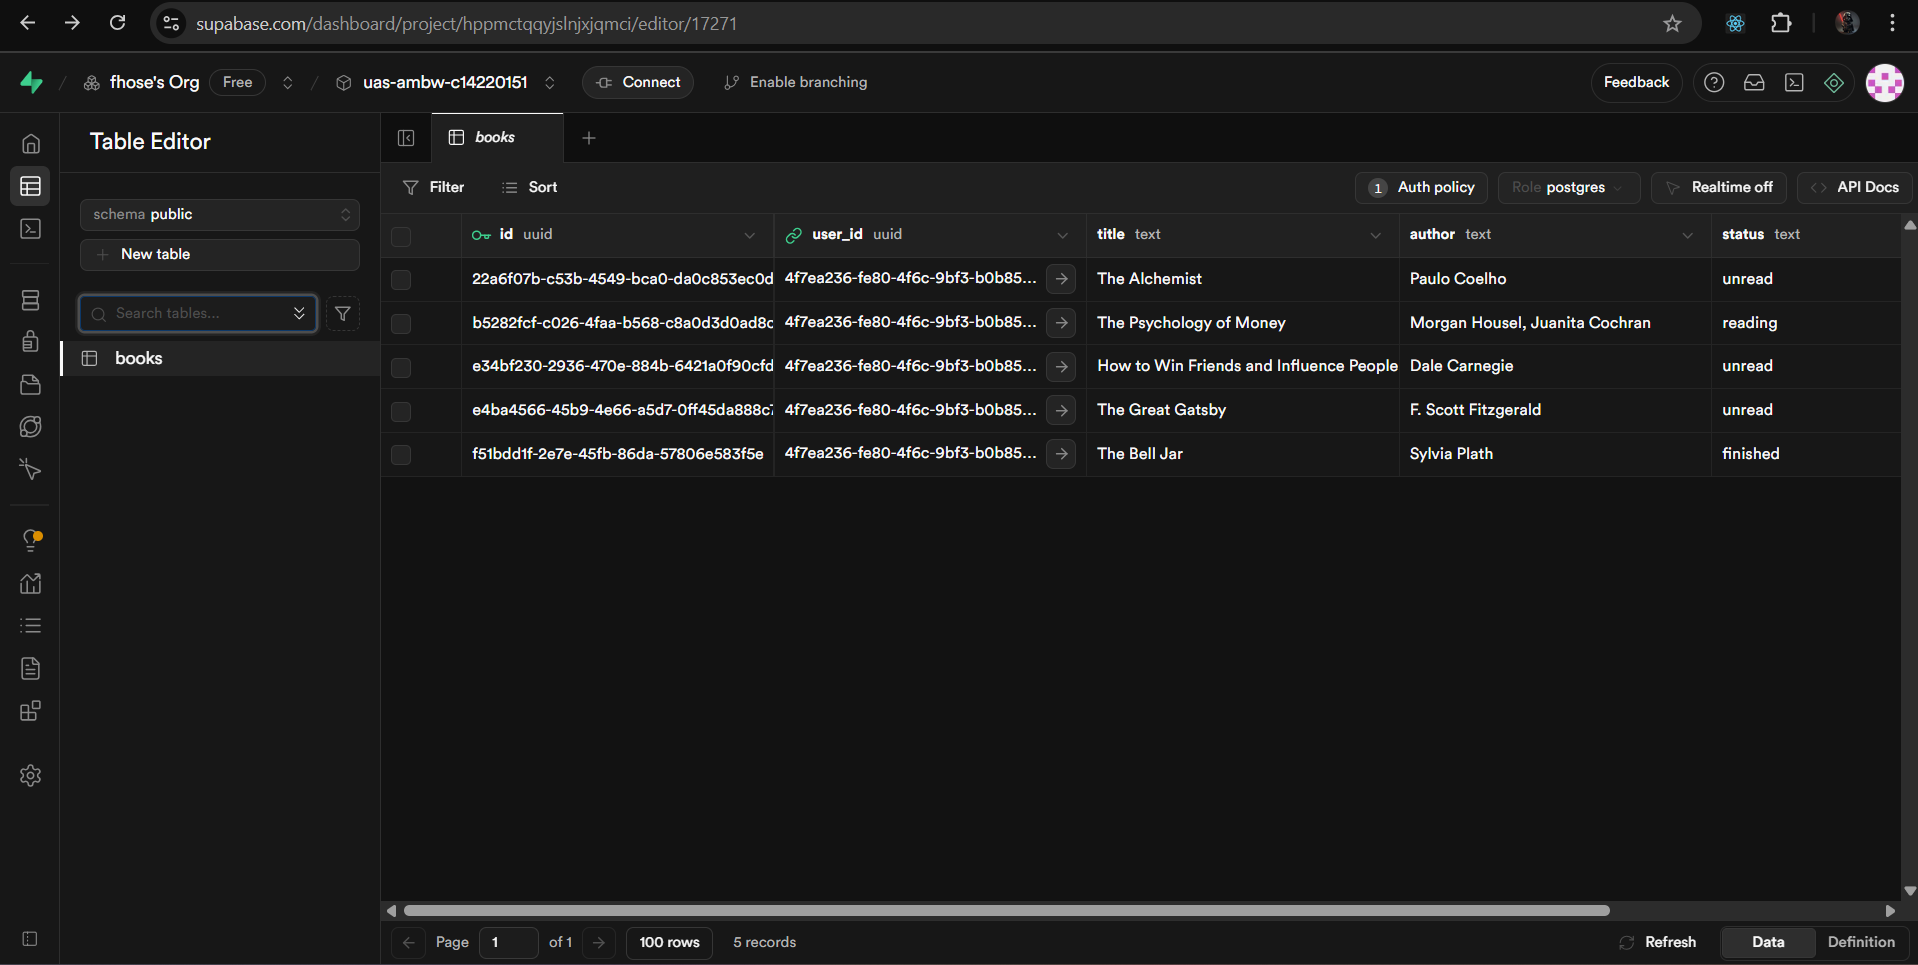 supabase.com/dashboard/project/hppmctqqyjslnjxjqmci/editor/17271
fhose's Org Free uas-ambw-c14220151 Connect Enable branching Feedback
Table Editor
books
schema public
New table
Search tables...
books
Filter Sort 1 Auth policy Role postgres Realtime off API Docs
id uuid user_id uuid title text author text status text
22a6f07b-c53b-4549-bca0-da0c853ec0d 4f7ea236-fe80-4f6c-9bf3-b0b85... The Alchemist Paulo Coelho unread
b5282fcf-c026-4faa-b568-c8a0d3d0ad8c 4f7ea236-fe80-4f6c-9bf3-b0b85... The Psychology of Money Morgan Housel, Juanita Cochran reading
e34bf230-2936-470e-884b-6421a0f90cfd 4f7ea236-fe80-4f6c-9bf3-b0b85... How to Win Friends and Influence People Dale Carnegie unread
e4ba4566-45b9-4e66-a5d7-0ff45da888c7 4f7ea236-fe80-4f6c-9bf3-b0b85... The Great Gatsby F. Scott Fitzgerald unread
f51bdd1f-2e7e-45fb-86da-57806e583f5e 4f7ea236-fe80-4f6c-9bf3-b0b85... The Bell Jar Sylvia Plath finished
Page 1 of 1 100 rows 5 records Refresh Data Definition